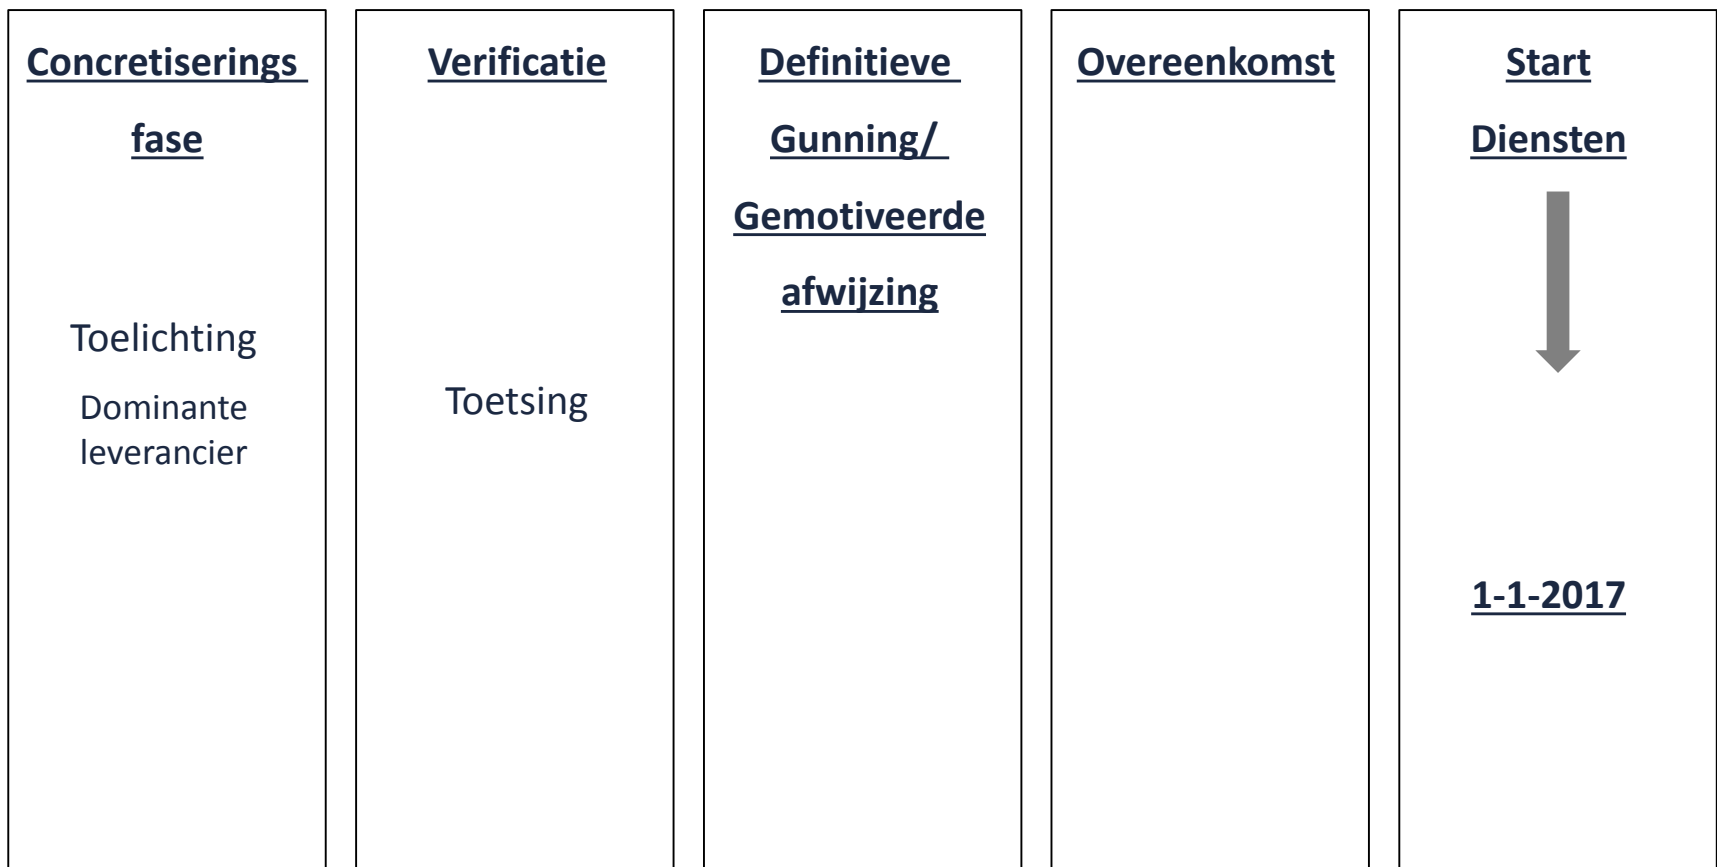 Concretiserings
fase
Toelichting
Dominante
leverancier
Verificatie
Toetsing
Definitieve
Gunning/
Gemotiveerde
afwijzing
Overeenkomst
Start
Diensten
1-1-2017